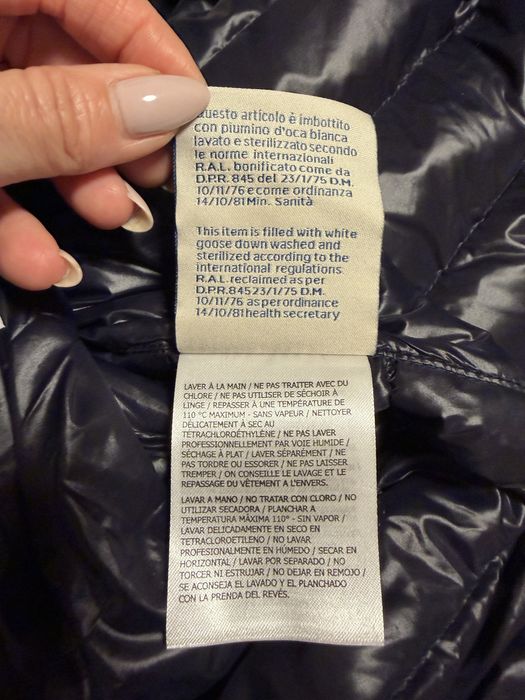 questo articolo è imbottito
con piumino d'oca bianca
lavato e sterilizzato secondo
le norme internazionali
R.A.L. bonificato come da
D.P.R. 845 del 23/1/75 D.M.
10/11/76 e come ordinanza
14/10/81 Min. Sanità
This item is filled with white
goose down washed and
sterilized according to the
international regulations
R.A.L. reclaimed as per
D.P.R. 84523/1/75 D.M.
10/11/76 as per ordinance
14/10/81 health secretary
LAVER À LA MAIN / NE PAS TRAITER AVEC DU
CHLORE / NE PAS UTILISER DE SÉCHOIR À
LINGE / REPASSER À UNE TEMPÉRATURE DE
110 °C MAXIMUM - SANS VAPEUR / NETTOYER
DÉLICATEMENT À SEC AU
TETRACHLOROÉTHYLÈNE / NE PAS LAVER
PROFESSIONNELLEMENT PAR VOIE HUMIDE /
SÉCHAGE À PLAT / LAVER SÉPARÉMENT / NE
PAS TORDRE OU ESSORER / NE PAS LAISSER
TREMPER / ON CONSEILLE LE LAVAGE ET LE
REPASSAGE DU VÊTEMENT A L'ENVERS.
LAVAR A MANO / NO TRATAR CON CLORO / NO
UTILIZAR SECADORA / PLANCHAR A
TEMPERATURA MÁXIMA 110° - SIN VAPOR /
LAVAR DELICADAMENTE EN SECO EN
TETRACLOROETILENO / NO LAVAR
PROFESIONALMENTE EN HÚMEDO / SECAR EN
HORIZONTAL / LAVAR POR SEPARADO / NO
TORCER NI ESTRUJAR / NO DEJAR EN REMOJO /
SE ACONSEJA EL LAVADO Y EL PLANCHADO
CON LA PRENDA DEL REVÉS.